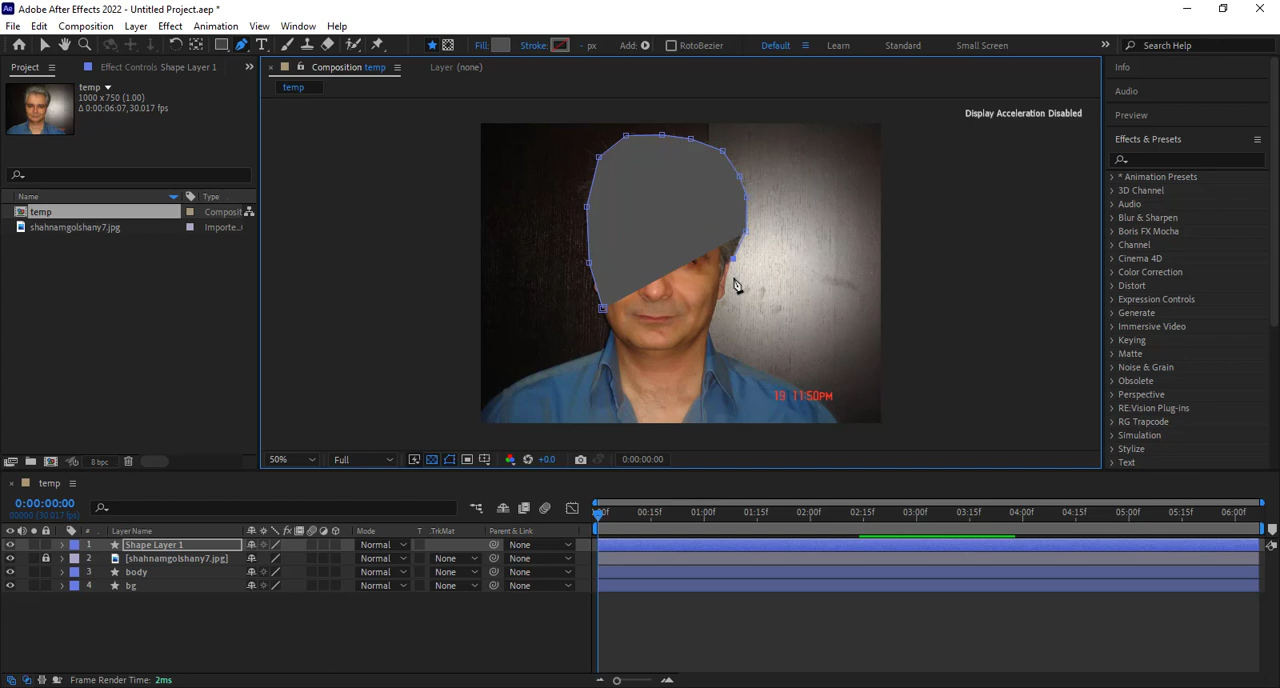 Adobe After Effects 2022 - Untitled Project.aep *
File Edit Composition Layer Effect Animation View Window Help
Fill: Stroke: - px Add: RotoBezier Default Learn Standard Small Screen Search Help
Project Effect Controls Shape Layer 1 Composition temp Layer (none) Info
temp
1000 x 750 (1.00)
Δ 0:00:06:07, 30.017 fps
temp
Display Acceleration Disabled
Audio
Preview
Effects & Presets
Name Type
temp Composit
shahnamgolshany7.jpg Importe...
* Animation Presets
3D Channel
Audio
Blur & Sharpen
Boris FX Mocha
Channel
Cinema 4D
Color Correction
Distort
Expression Controls
Generate
Immersive Video
Keying
Matte
Noise & Grain
Obsolete
Perspective
RE:Vision Plug-ins
RG Trapcode
Simulation
Stylize
Text
19 11:50PM
8 bpc
50% Full +0.0 0:00:00:00
temp
0:00:00:00
00000 (30.017 fps)
:00f 00:15f 01:00f 01:15f 02:00f 02:15f 03:00f 03:15f 04:00f 04:15f 05:00f 05:15f 06:00f
# Layer Name Mode T .TrkMat Parent & Link
1 Shape Layer 1 Normal None
2 [shahnamgolshany7.jpg] Normal None None
3 body Normal None None
4 bg Normal None None
Frame Render Time: 2ms